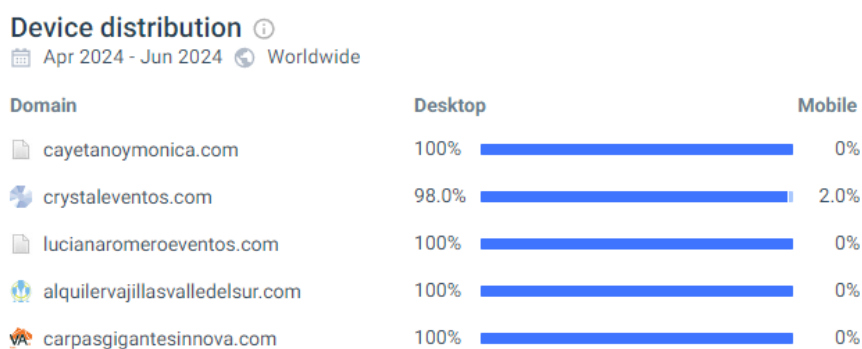 Device distribution
Apr 2024 - Jun 2024 Worldwide
Domain Desktop Mobile
cayetanoymonica.com 100% 0%
crystaleventos.com 98.0% 2.0%
lucianaromeroeventos.com 100% 0%
alquilervajillasvalledelsur.com 100% 0%
VA carpasgigantesinnova.com 100% 0%